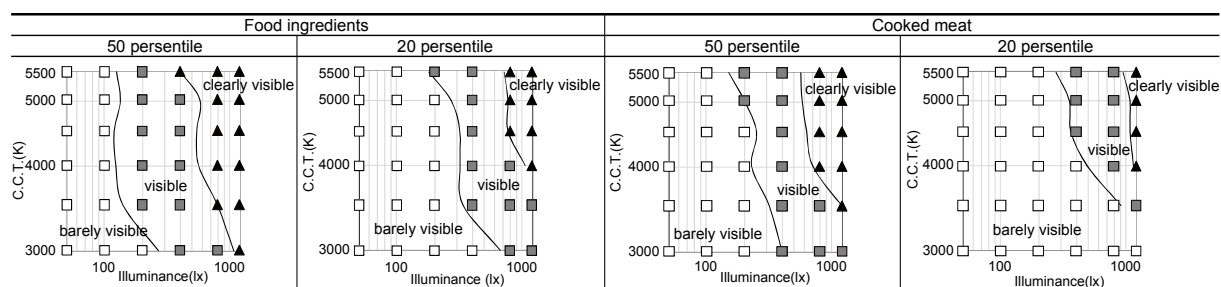 Food ingredients
Cooked meat
50 persentile
20 persentile
50 persentile
20 persentile
5500
5000
4000
3000
C.C.T.(K)
clearly visible
visible
barely visible
100
1000
Illuminance(lx)
5500
5000
4000
3000
clearly visible
visible
barely visible
100
1000
Illuminance (lx)
5500
5000
4000
3000
C.C.T.(K)
clearly visible
visible
barely visible
100
1000
Illuminance(lx)
5500
5000
4000
3000
C.C.T.(K)
clearly visible
visible
barely visible
100
1000
Illuminance(lx)